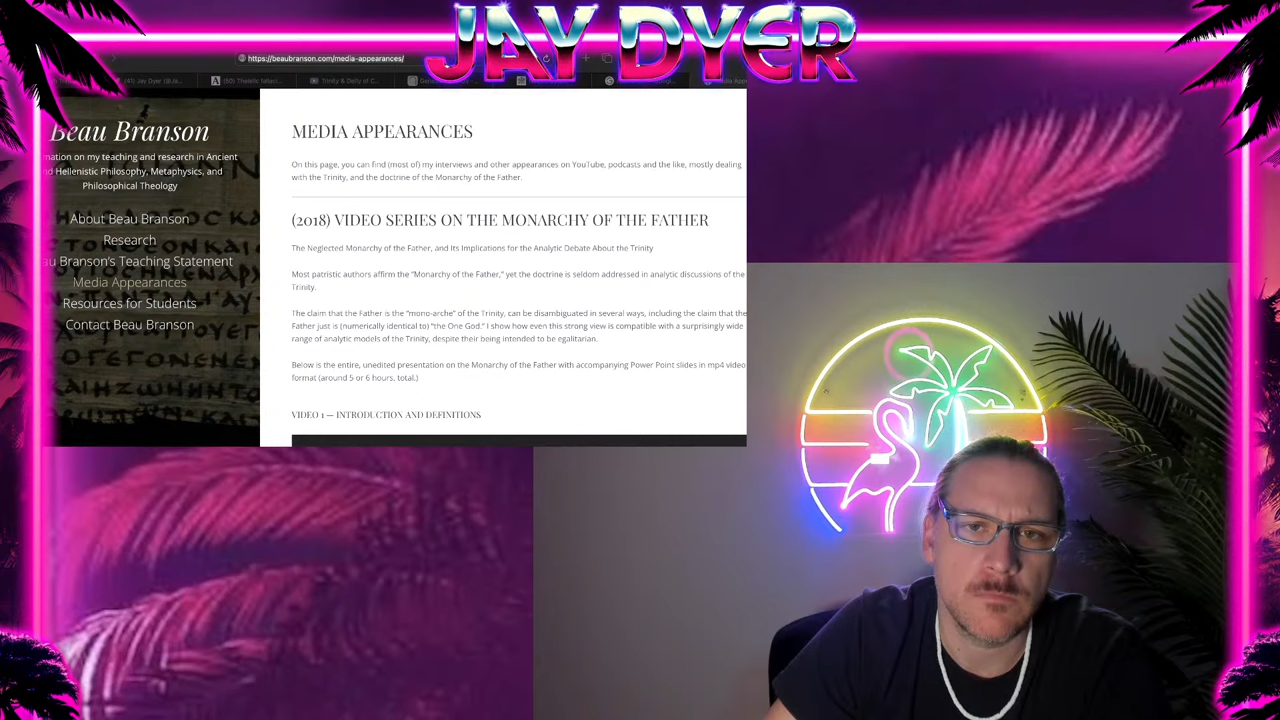 JAY DYER
https://beaubranson.com/media-appearances/
(41) Jay Dyer (@Ja...
Trinity & Deity of C...
Beau Branson
mation on my teaching and research in Ancient
nd Hellenistic Philosophy, Metaphysics, and
Philosophical Theology
About Beau Branson
Research
au Branson's Teaching Statement
Media Appearances
Resources for Students
Contact Beau Branson
MEDIA APPEARANCES
On this page, you can find (most of) my interviews and other appearances on YouTube, podcasts and the like, mostly dealing
with the Trinity, and the doctrine of the Monarchy of the Father.
(2018) VIDEO SERIES ON THE MONARCHY OF THE FATHER
The Neglected Monarchy of the Father, and Its Implications for the Analytic Debate About the Trinity
Most patristic authors affirm the "Monarchy of the Father," yet the doctrine is seldom addressed in analytic discussions of the
Trinity.
The claim that the Father is the "mono-arche" of the Trinity, can be disambiguated in several ways, including the claim that the
Father just is (numerically identical to) "the One God." I show how even this strong view is compatible with a surprisingly wide
range of analytic models of the Trinity, despite their being intended to be egalitarian.
Below is the entire, unedited presentation on the Monarchy of the Father with accompanying Power Point slides in mp4 video
format (around 5 or 6 hours, total.)
VIDEO 1 — INTRODUCTION AND DEFINITIONS